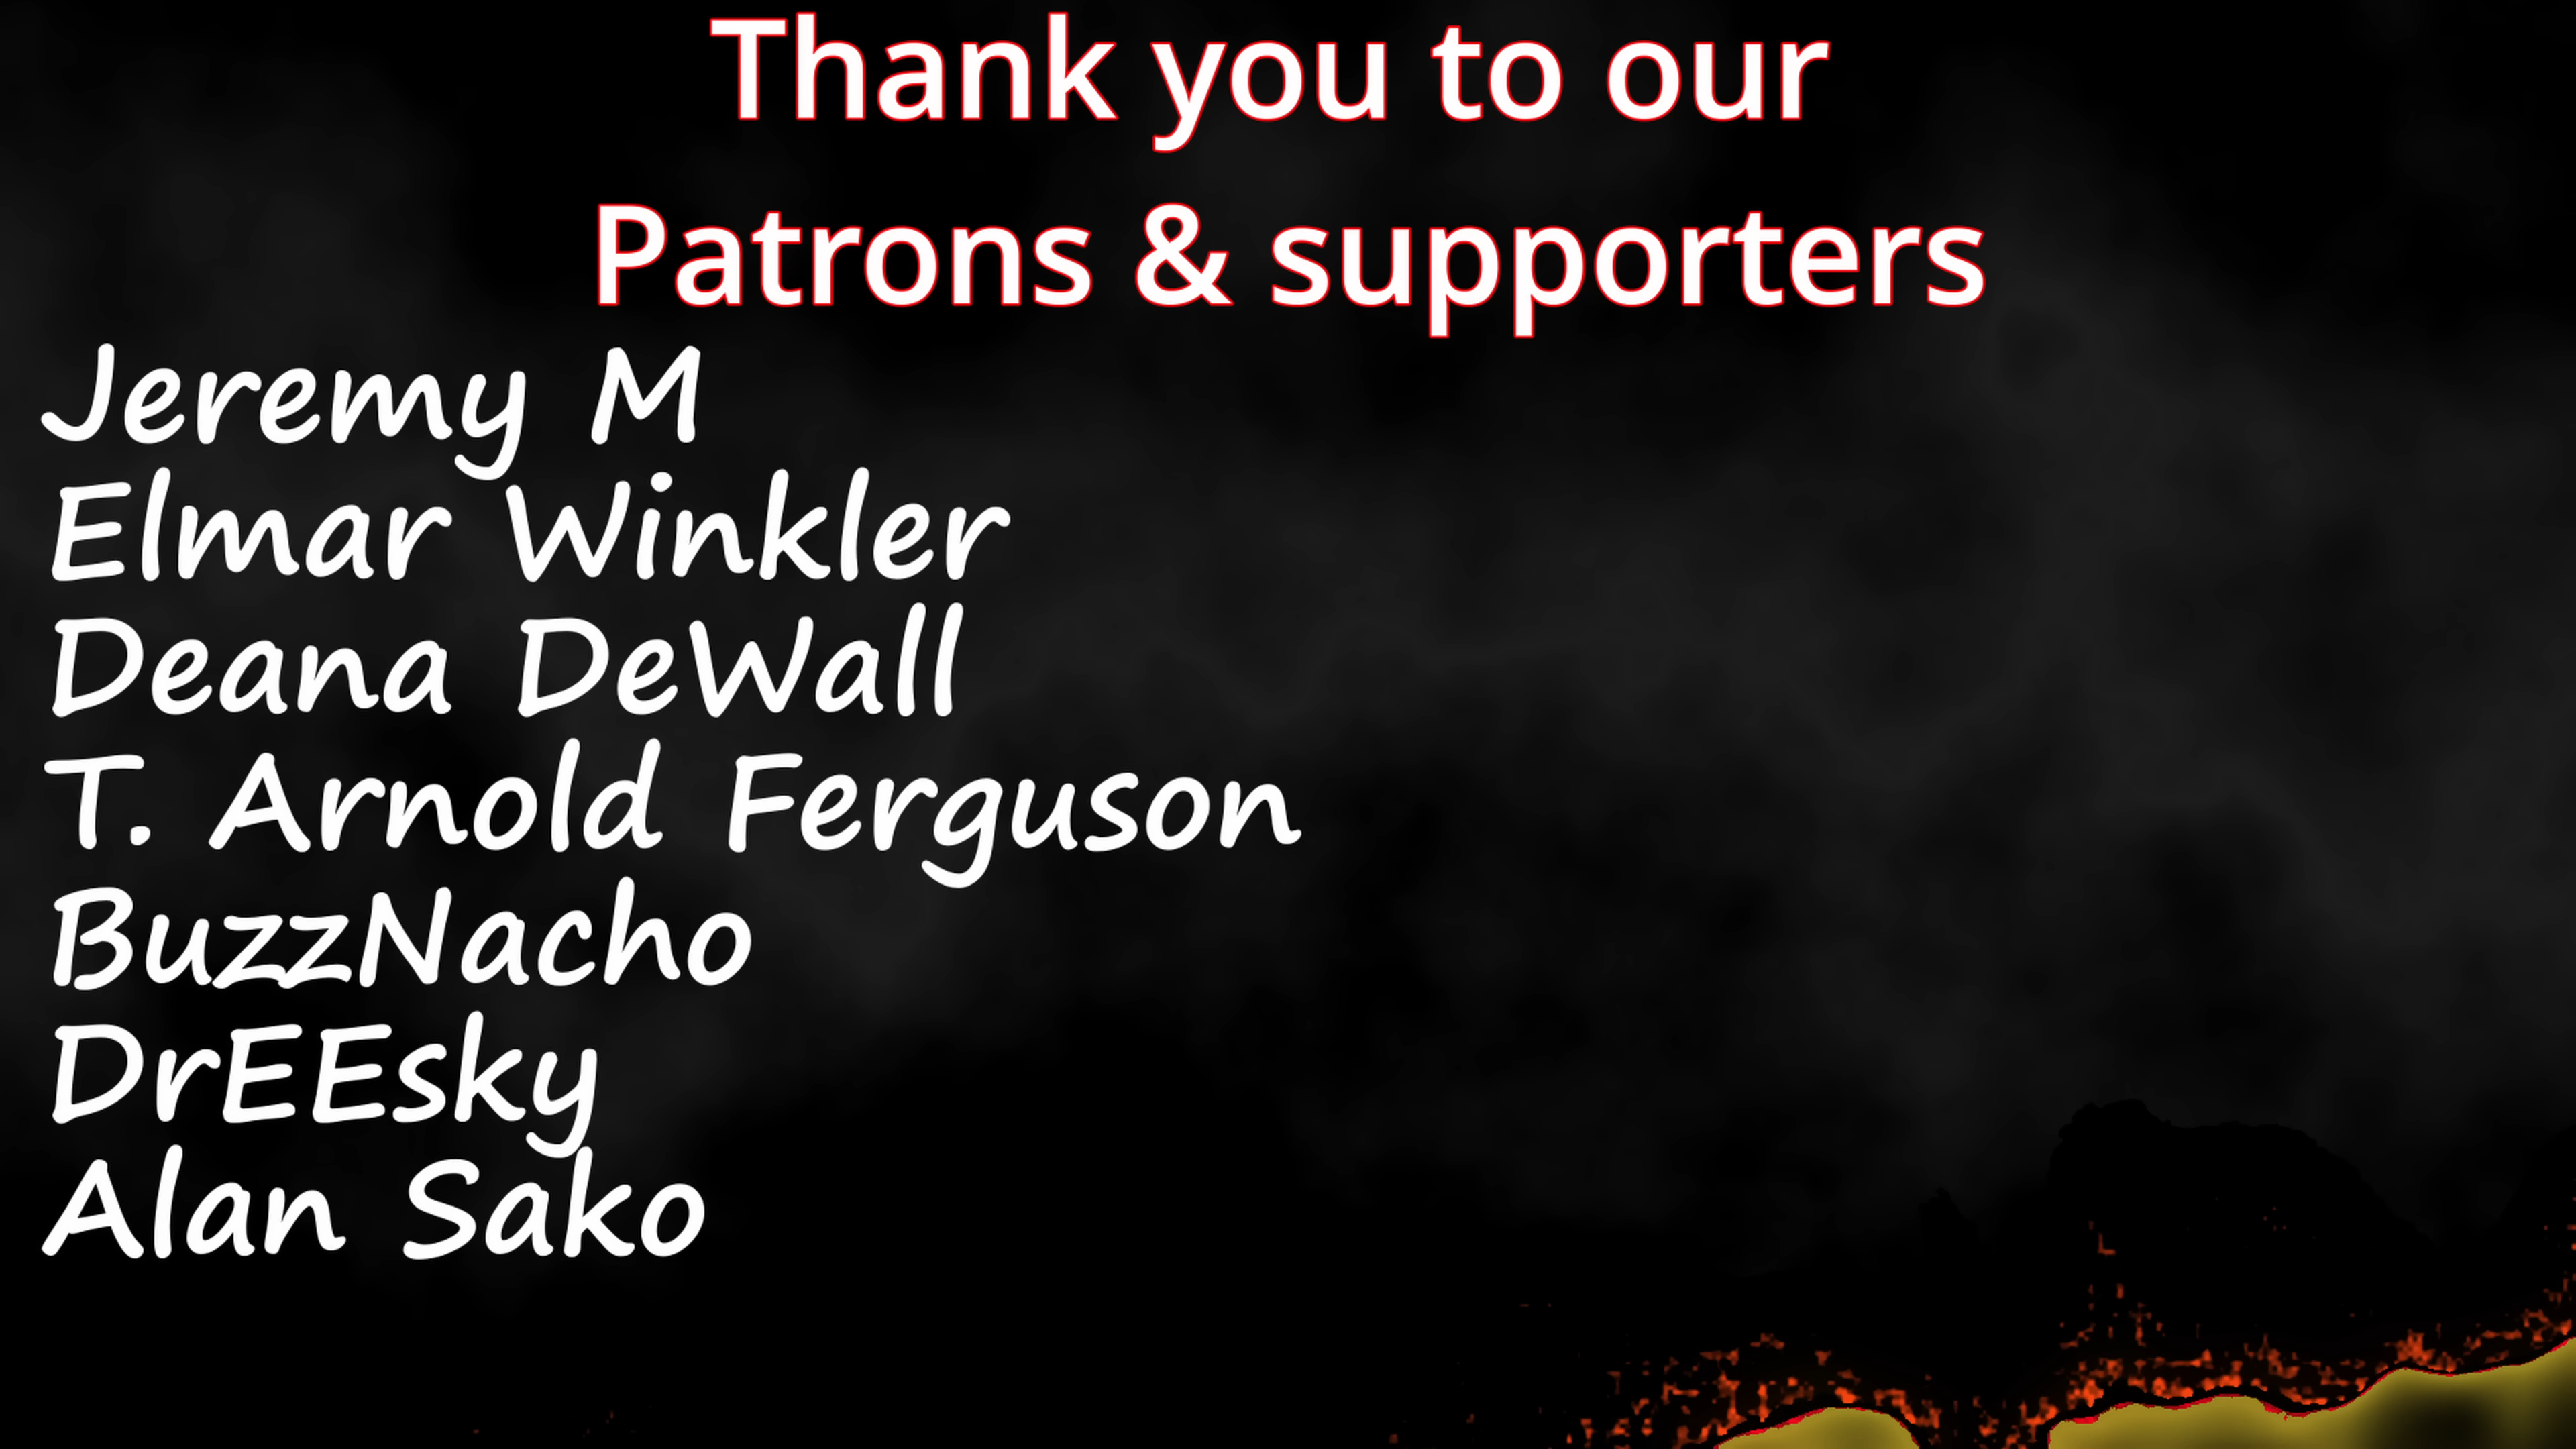 Thank you to our
Patrons & supporters
Jeremy M
Elmar Winkler
Deana DeWall
T. Arnold Ferguson
BuzzNacho
DrEEsky
Alan Sako